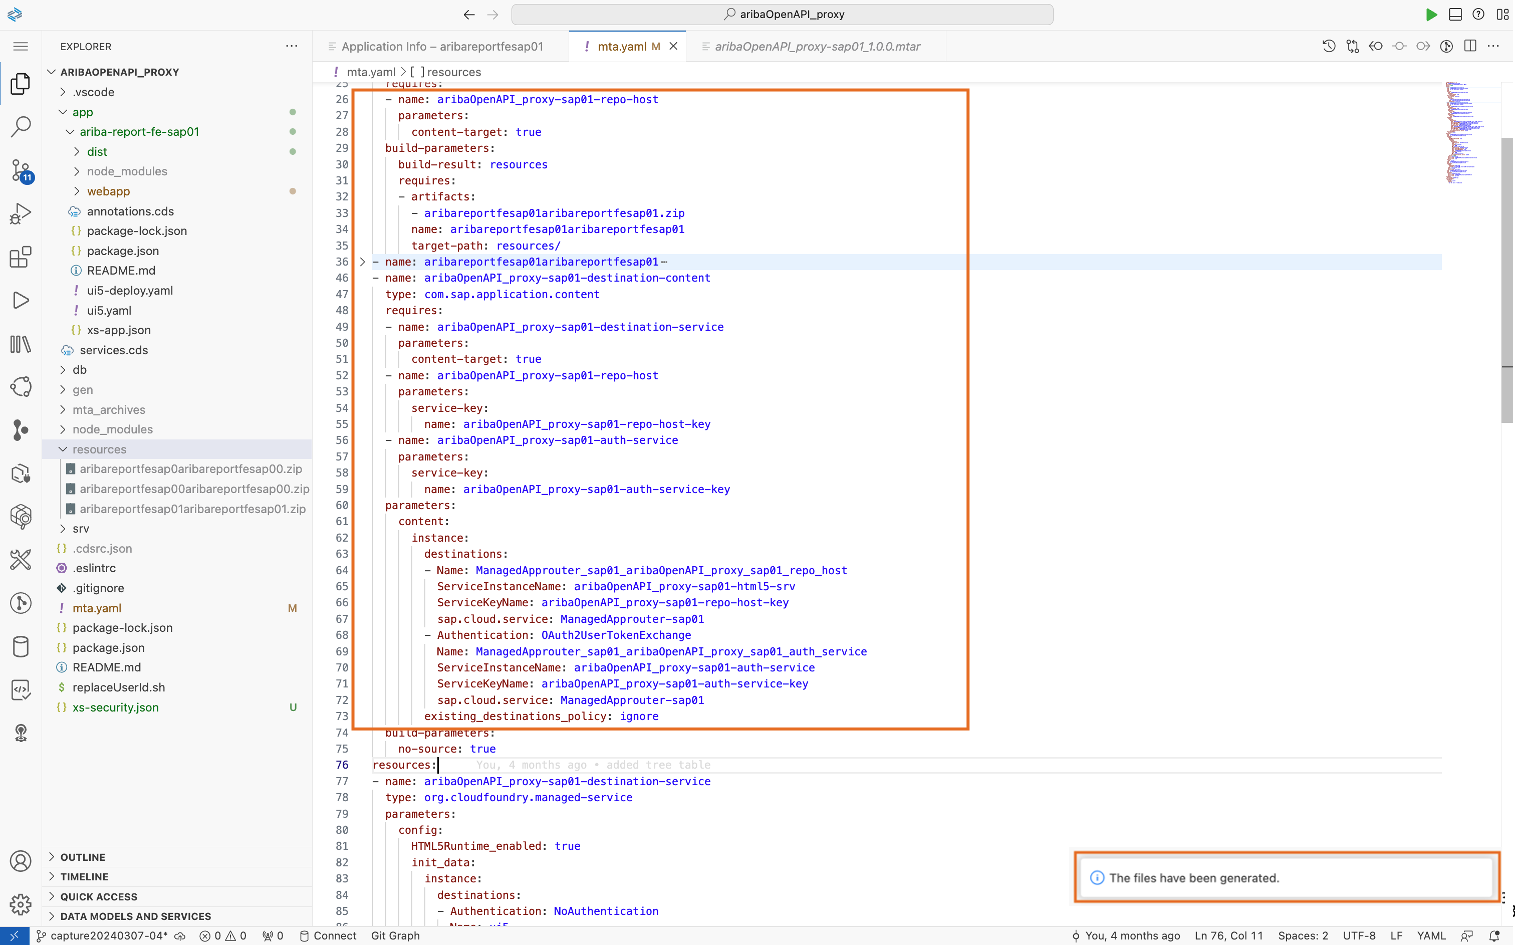 aribaOpenAPI_proxy
EXPLORER
ARIBAOPENAPI_PROXY
.vscode
app
ariba-report-fe-sap01
dist
node_modules
webapp
annotations.cds
package-lock.json
package.json
README.md
ui5-deploy.yaml
ui5.yaml
xs-app.json
services.cds
db
gen
mta_archives
node_modules
resources
aribareportfesap0aribareportfesap00.zip
aribareportfesap00aribareportfesap00.zip
aribareportfesap01aribareportfesap01.zip
srv
.cdsrc.json
.eslintrc
.gitignore
mta.yaml M
package-lock.json
package.json
README.md
replaceUserId.sh
xs-security.json U
OUTLINE
TIMELINE
QUICK ACCESS
DATA MODELS AND SERVICES
11
Application Info – aribareportfesap01
mta.yaml M
aribaOpenAPI_proxy-sap01_1.0.0.mtar
mta.yaml > [ ] resources
25 requires:
26 - name: aribaOpenAPI_proxy-sap01-repo-host
27 parameters:
28 content-target: true
29 build-parameters:
30 build-result: resources
31 requires:
32 - artifacts:
33 - aribareportfesap01aribareportfesap01.zip
34 name: aribareportfesap01aribareportfesap01
35 target-path: resources/
36 - name: aribareportfesap01aribareportfesap01⋯
46 - name: aribaOpenAPI_proxy-sap01-destination-content
47 type: com.sap.application.content
48 requires:
49 - name: aribaOpenAPI_proxy-sap01-destination-service
50 parameters:
51 content-target: true
52 - name: aribaOpenAPI_proxy-sap01-repo-host
53 parameters:
54 service-key:
55 name: aribaOpenAPI_proxy-sap01-repo-host-key
56 - name: aribaOpenAPI_proxy-sap01-auth-service
57 parameters:
58 service-key:
59 name: aribaOpenAPI_proxy-sap01-auth-service-key
60 parameters:
61 content:
62 instance:
63 destinations:
64 - Name: ManagedApprouter_sap01_aribaOpenAPI_proxy_sap01_repo_host
65 ServiceInstanceName: aribaOpenAPI_proxy-sap01-html5-srv
66 ServiceKeyName: aribaOpenAPI_proxy-sap01-repo-host-key
67 sap.cloud.service: ManagedApprouter-sap01
68 - Authentication: OAuth2UserTokenExchange
69 Name: ManagedApprouter_sap01_aribaOpenAPI_proxy_sap01_auth_service
70 ServiceInstanceName: aribaOpenAPI_proxy-sap01-auth-service
71 ServiceKeyName: aribaOpenAPI_proxy-sap01-auth-service-key
72 sap.cloud.service: ManagedApprouter-sap01
73 existing_destinations_policy: ignore
74 build-parameters:
75 no-source: true
76 resources: You, 4 months ago • added tree table
77 - name: aribaOpenAPI_proxy-sap01-destination-service
78 type: org.cloudfoundry.managed-service
79 parameters:
80 config:
81 HTML5Runtime_enabled: true
82 init_data:
83 instance:
84 destinations:
85 - Authentication: NoAuthentication
The files have been generated.
capture20240307-04* 0 0 0 Connect Git Graph You, 4 months ago Ln 76, Col 11 Spaces: 2 UTF-8 LF YAML